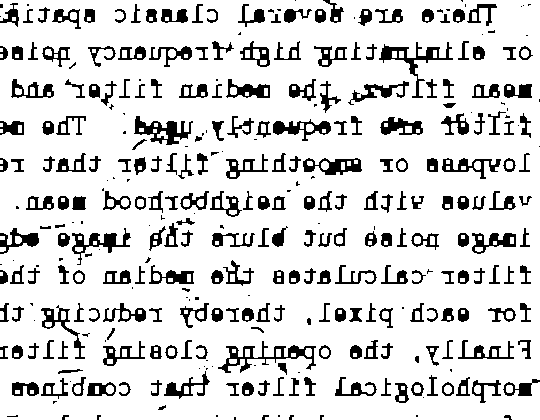 There are several classic spatial
or eliminating high frequency noise
mean filter, the median filter and
filter are frequently used. The me
lowpass or smoothing filter that re
values with the neighborhood mean.
image noise but blurs the image edg
filter calculates the median of the
for each pixel, thereby reducing th
Finally, the opening closing filter
morphological filter that combines